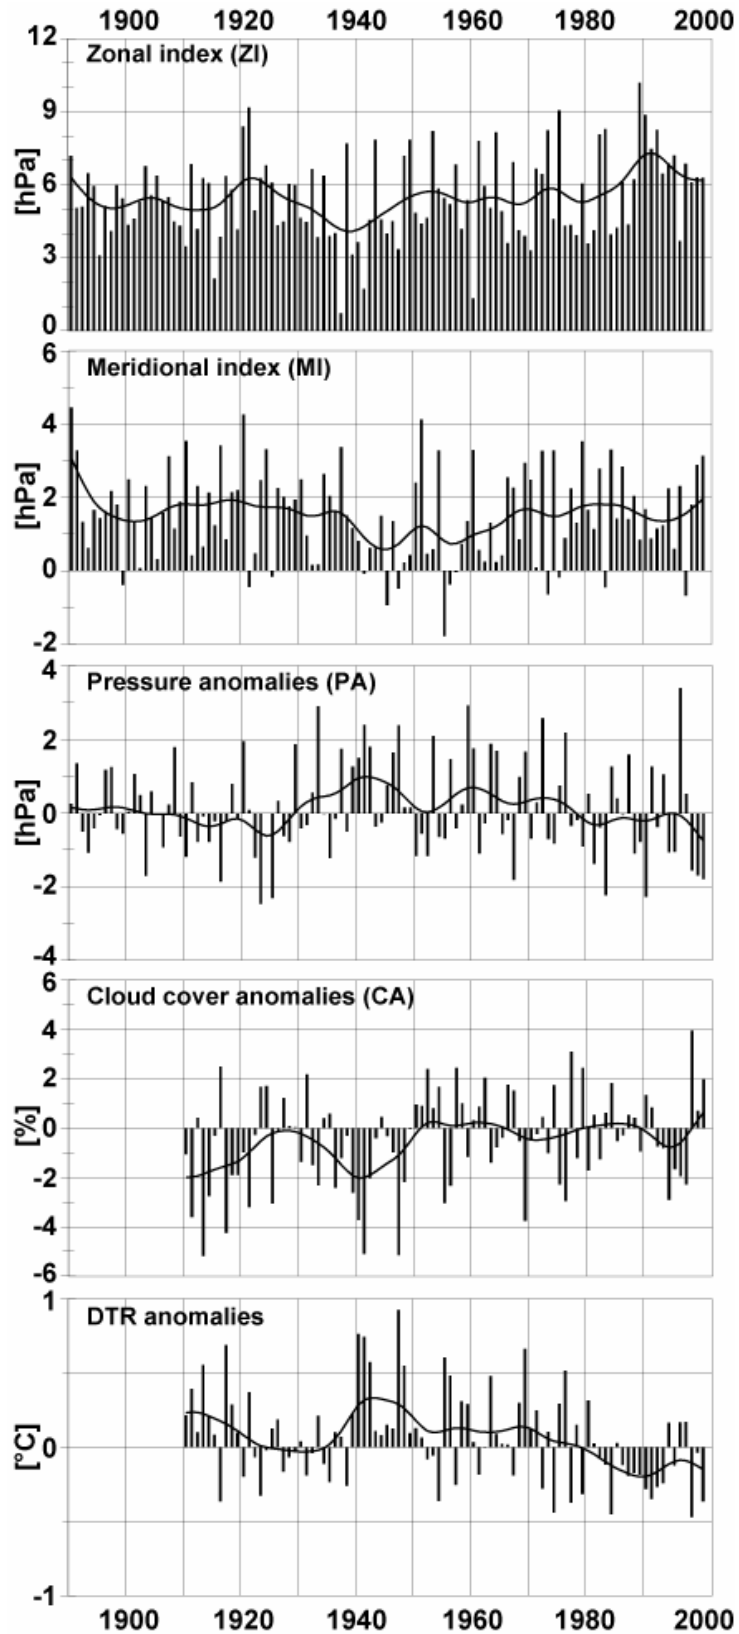 1900 1920 1940 1960 1980 2000
Zonal index (ZI)
[hPa]
12
9
6
3
0
Meridional index (MI)
[hPa]
6
4
2
0
-2
Pressure anomalies (PA)
[hPa]
4
2
0
-2
-4
Cloud cover anomalies (CA)
[%]
6
4
2
0
-2
-4
-6
DTR anomalies
[°C]
1
0
-1
1900 1920 1940 1960 1980 2000